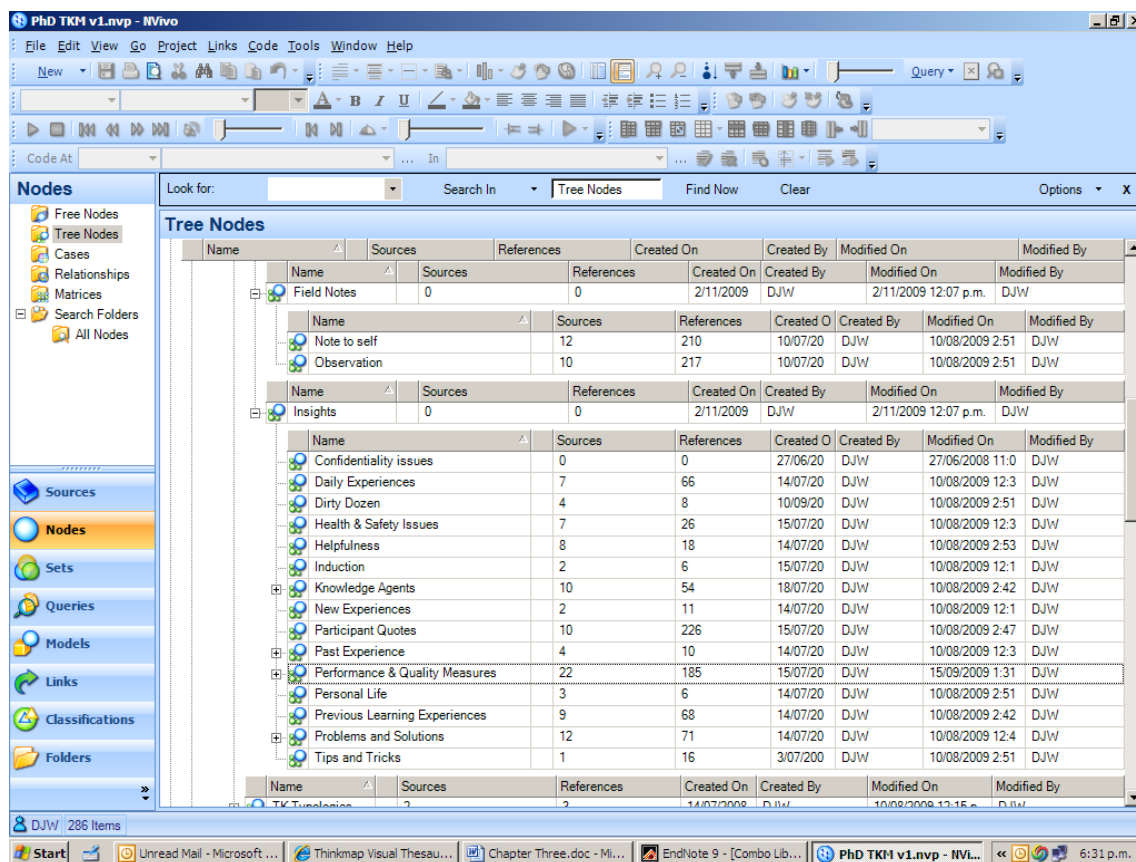 PhD TKM v1.nvp - NVivo
File Edit View Go Project Links Code Tools Window Help
New Query
A B I U
Code At ... In ...
Nodes
Look for: Search In Tree Nodes Find Now Clear Options X
Free Nodes
Tree Nodes
Cases
Relationships
Matrices
Search Folders
All Nodes
Sources
Nodes
Sets
Queries
Models
Links
Classifications
Folders
»
Tree Nodes
Name Sources References Created On Created By Modified On Modified By
Name Sources References Created On Created By Modified On Modified By
Field Notes 0 0 2/11/2009 DJW 2/11/2009 12:07 p.m. DJW
Name Sources References Created O Created By Modified On Modified By
Note to self 12 210 10/07/20 DJW 10/08/2009 2:51 DJW
Observation 10 217 10/07/20 DJW 10/08/2009 2:51 DJW
Name Sources References Created On Created By Modified On Modified By
Insights 0 0 2/11/2009 DJW 2/11/2009 12:07 p.m. DJW
Name Sources References Created O Created By Modified On Modified By
Confidentiality issues 0 0 27/06/20 DJW 27/06/2008 11:0 DJW
Daily Experiences 7 66 14/07/20 DJW 10/08/2009 12:3 DJW
Dirty Dozen 4 8 10/09/20 DJW 10/08/2009 2:51 DJW
Health & Safety Issues 7 26 15/07/20 DJW 10/08/2009 12:3 DJW
Helpfulness 8 18 14/07/20 DJW 10/08/2009 2:53 DJW
Induction 2 6 15/07/20 DJW 10/08/2009 12:1 DJW
Knowledge Agents 10 54 18/07/20 DJW 10/08/2009 2:42 DJW
New Experiences 2 11 14/07/20 DJW 10/08/2009 12:1 DJW
Participant Quotes 10 226 15/07/20 DJW 10/08/2009 2:47 DJW
Past Experience 4 10 14/07/20 DJW 10/08/2009 12:3 DJW
Performance & Quality Measures 22 185 15/07/20 DJW 15/09/2009 1:31 DJW
Personal Life 3 6 14/07/20 DJW 10/08/2009 2:51 DJW
Previous Learning Experiences 9 68 14/07/20 DJW 10/08/2009 2:42 DJW
Problems and Solutions 12 71 14/07/20 DJW 10/08/2009 12:4 DJW
Tips and Tricks 1 16 3/07/200 DJW 10/08/2009 2:51 DJW
Name Sources References Created On Created By Modified On Modified By
TK Typologies 2 3 14/07/2008 DJW 10/08/2009 12:15 p DJW
DJW 286 Items
Start Unread Mail - Microsoft ... Thinkmap Visual Thesau... Chapter Three.doc - Mi... EndNote 9 - [Combo Lib... PhD TKM v1.nvp - NVi... « 6:31 p.m.